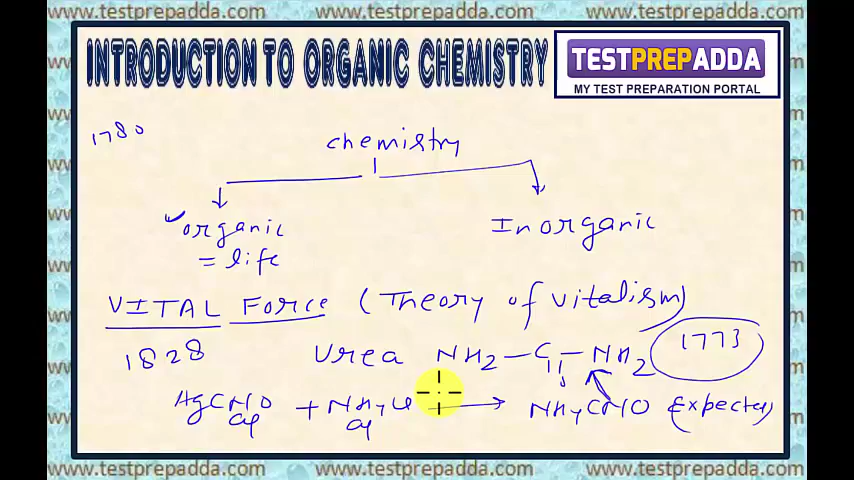 www.testprepadda.com www.testprepadda.com www.testprepadda.com
INTRODUCTION TO ORGANIC CHEMISTRY
TESTPREPADDA
MY TEST PREPARATION PORTAL
1780
chemistry
organic Inorganic
= life
VITAL Force (Theory of vitalism)
1828 Urea NH2 – C – NH2 1773
O
AgCNO + NH4Cl → NH4CNO (Expected)
aq aq
www.testprepadda.com www.testprepadda.com www.testprepadda.com